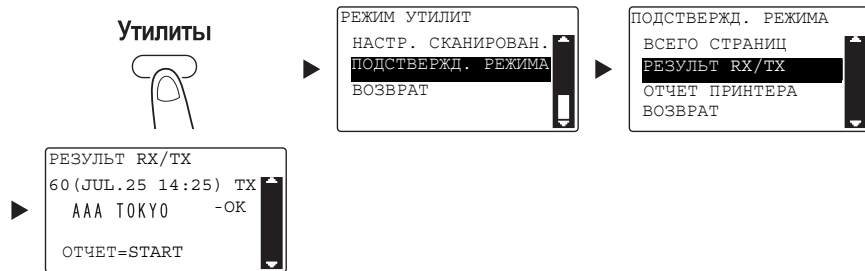 Утилиты
РЕЖИМ УТИЛИТ
НАСТР. СКАНИРОВАН.
ПОДСТВЕРЖД. РЕЖИМА
ВОЗВРАТ
ПОДСТВЕРЖД. РЕЖИМА
ВСЕГО СТРАНИЦ
РЕЗУЛЬТ RX/TX
ОТЧЕТ ПРИНТЕРА
ВОЗВРАТ
РЕЗУЛЬТ RX/TX
60(JUL.25 14:25) TX
AAA TOKYO -OK
ОТЧЕТ=START